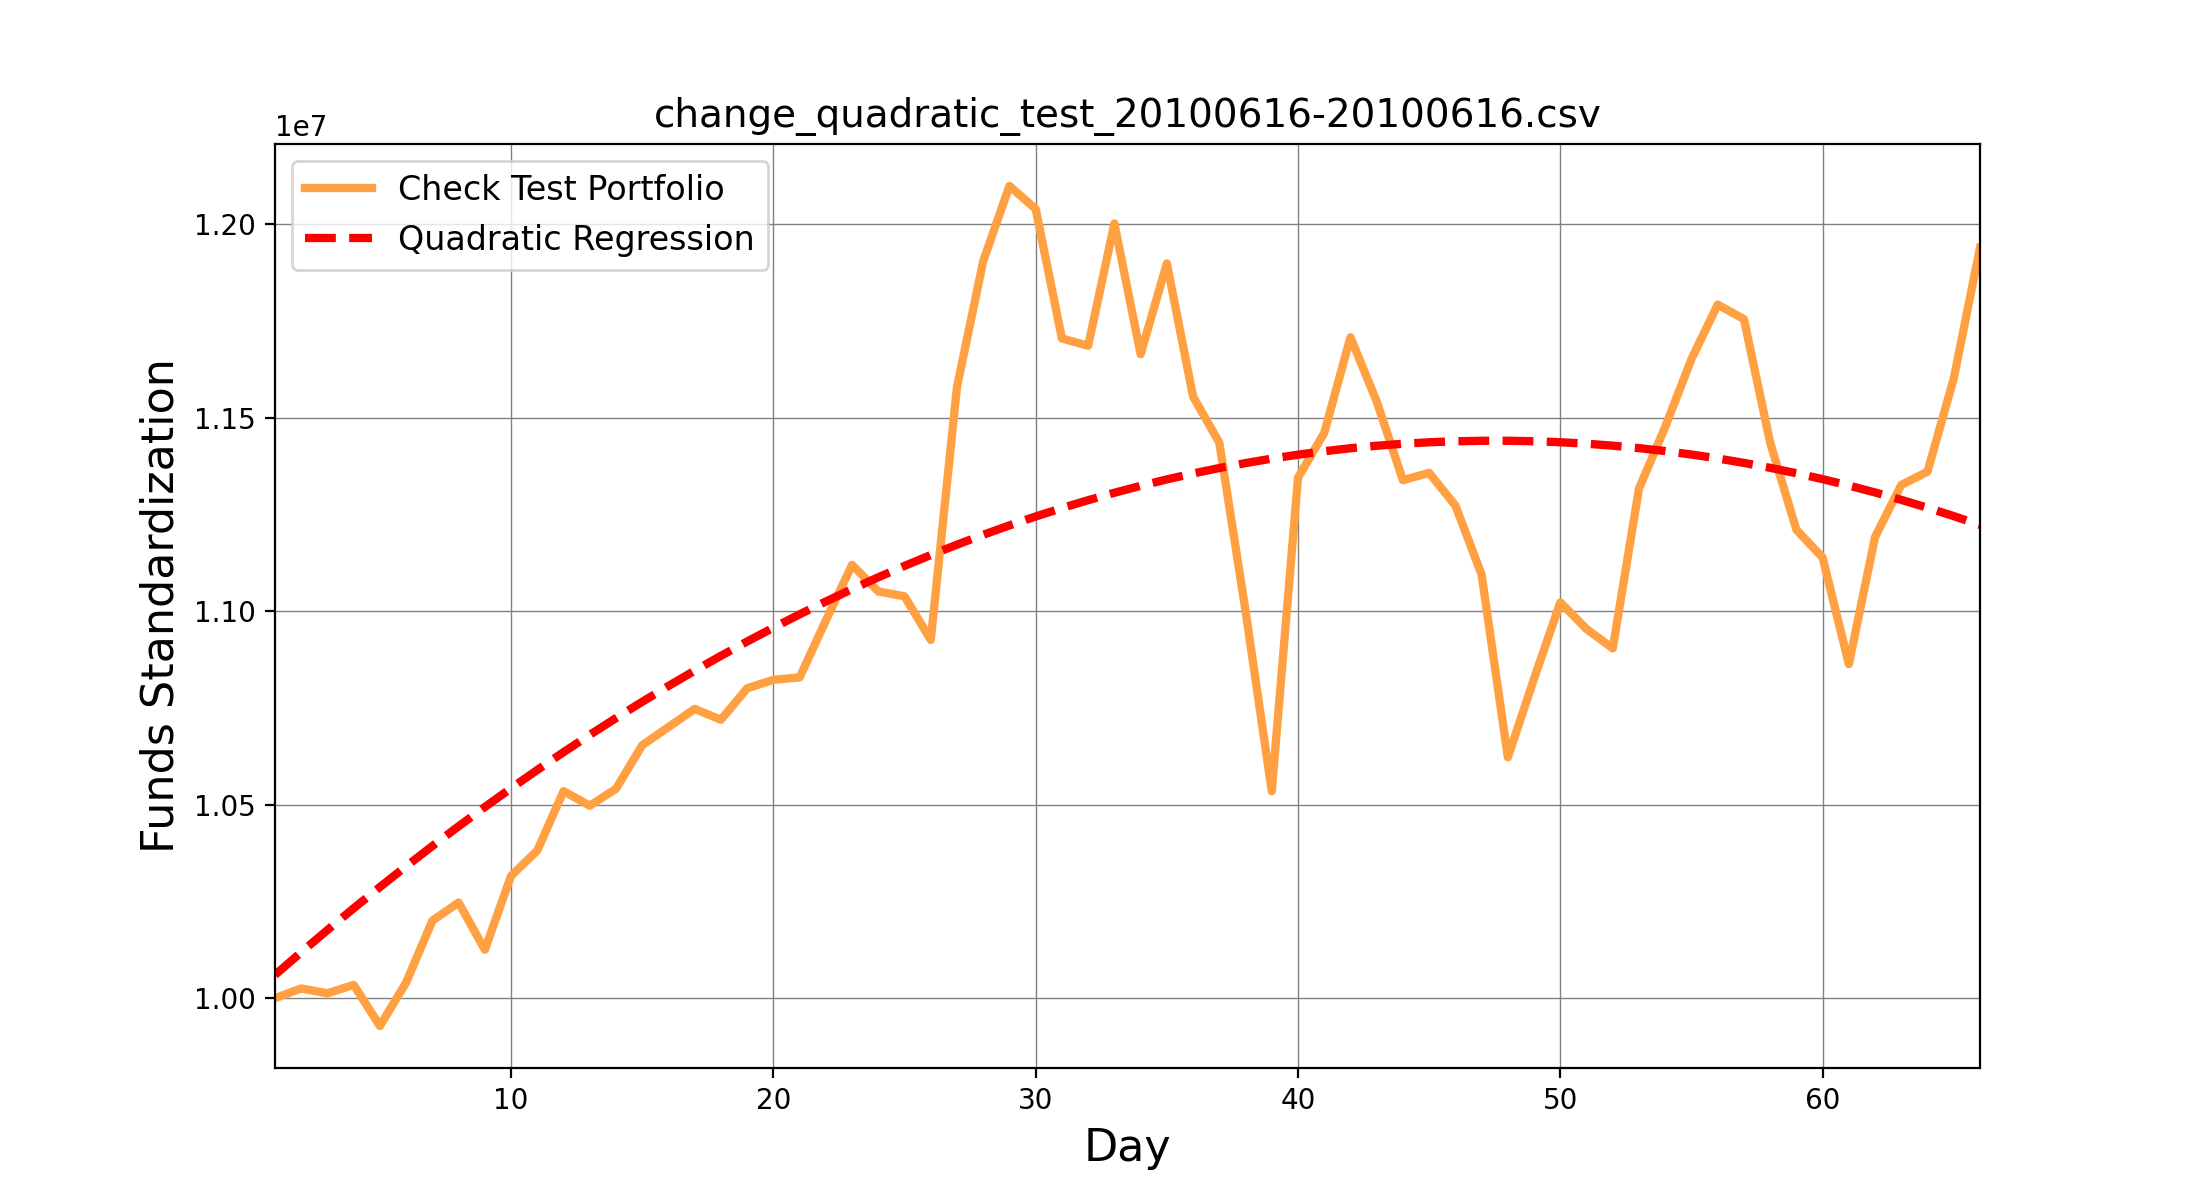 change_quadratic_test_20100616-20100616.csv
1e7
Check Test Portfolio
Quadratic Regression
1.20
1.15
1.10
1.05
1.00
Funds Standardization
10 20 30 40 50 60
Day